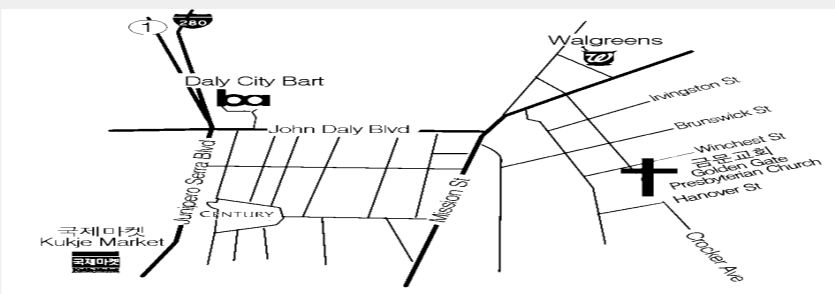 1
280
Walgreens
Daly City Bart
ba
John Daly Blvd
Irvingston St
Brunswick St
Winchest St
금문교회
Golden Gate
Presbyterian Church
Hanover St
Junipero Serra Blvd
CENTURY
Mission St
국제마켓
Kukje Market
국제마켓
Crocker Ave